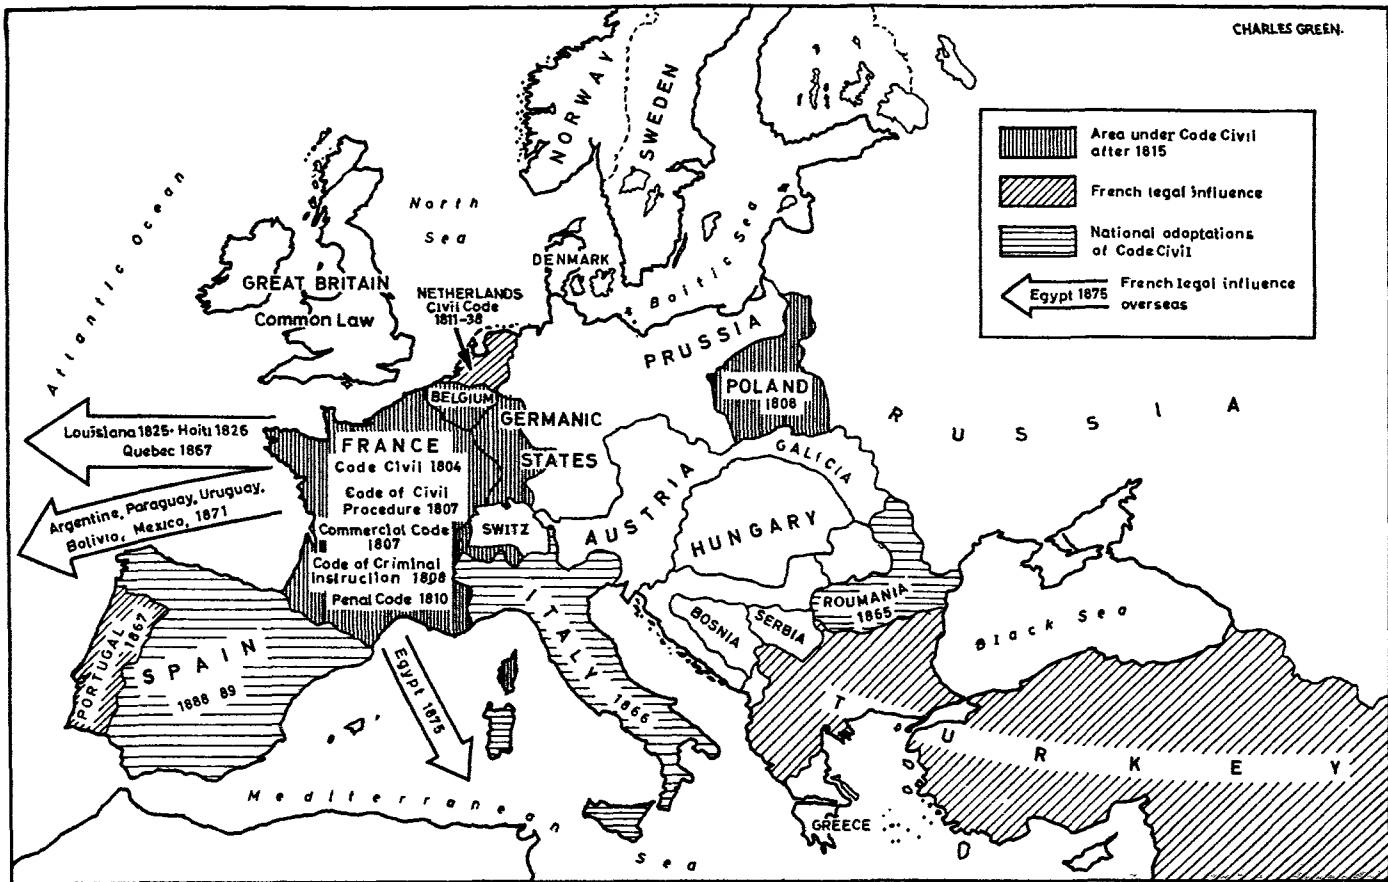 CHARLES GREEN.
Area under Code Civil
after 1815
French legal influence
National adoptations
of Code Civil
Egypt 1875
French legal influence
overseas
NORWAY
SWEDEN
Atlantic Ocean
North
Sea
Baltic Sea
DENMARK
GREAT BRITAIN
Common Law
NETHERLANDS
Civil Code
1811-38
PRUSSIA
POLAND
1808
RUSSIA
BELGIUM
GERMANIC
STATES
Louisiana 1825· Haiti 1826
Quebec 1867
Argentine, Paraguay, Uruguay,
Bolivia, Mexico, 1871
FRANCE
Code Civil 1804
Code of Civil
Procedure 1807
Commercial Code
1807
Code of Criminal
Instruction 1808
Penal Code 1810
SWITZ
AUSTRIA
GALICIA
HUNGARY
ROUMANIA
1865
BOSNIA
SERBIA
Black Sea
ITALY 1866
PORTUGAL
1867
SPAIN
1888 89
Egypt 1875
TURKEY
GREECE
Mediterranean
Sea